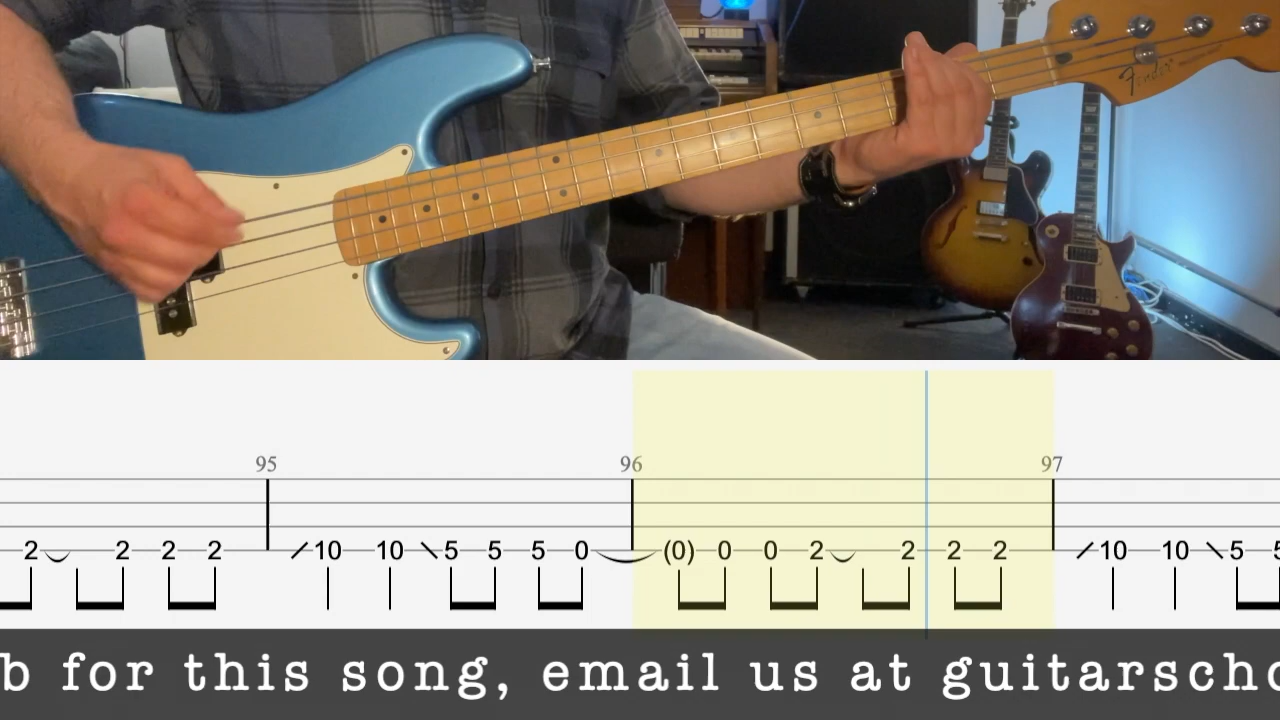 Fender
95 96 97
2 2 2 2 10 10 5 5 5 0 (0) 0 0 2 2 2 2 10 10 5 5
b for this song, email us at guitarscho